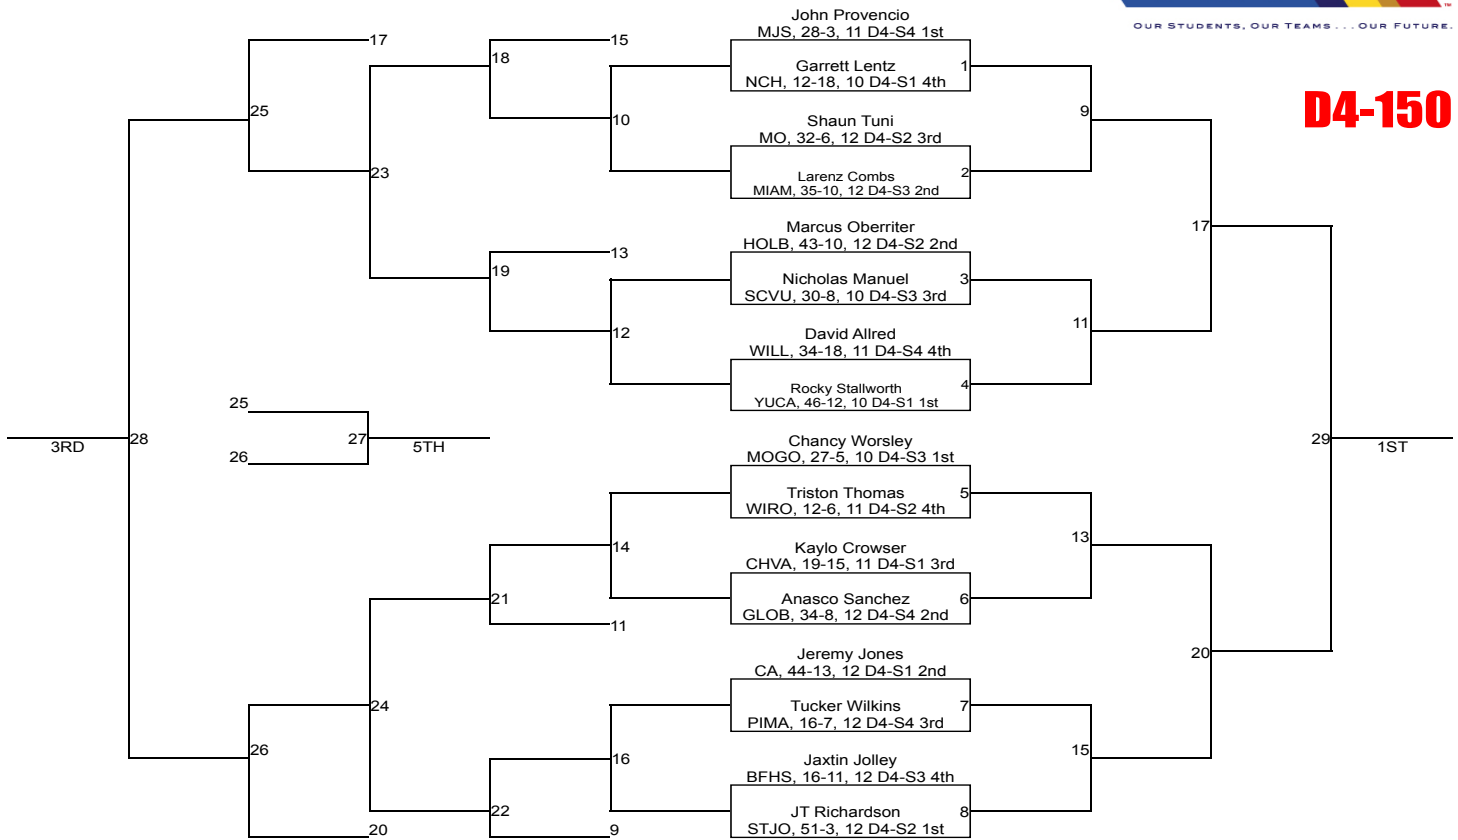 OUR STUDENTS, OUR TEAMS . . . OUR FUTURE.
™
D4-150
John Provencio
MJS, 28-3, 11 D4-S4 1st
Garrett Lentz
NCH, 12-18, 10 D4-S1 4th
1
Shaun Tuni
MO, 32-6, 12 D4-S2 3rd
Larenz Combs
MIAM, 35-10, 12 D4-S3 2nd
2
Marcus Oberriter
HOLB, 43-10, 12 D4-S2 2nd
Nicholas Manuel
SCVU, 30-8, 10 D4-S3 3rd
3
David Allred
WILL, 34-18, 11 D4-S4 4th
Rocky Stallworth
YUCA, 46-12, 10 D4-S1 1st
4
Chancy Worsley
MOGO, 27-5, 10 D4-S3 1st
Triston Thomas
WIRO, 12-6, 11 D4-S2 4th
5
Kaylo Crowser
CHVA, 19-15, 11 D4-S1 3rd
Anasco Sanchez
GLOB, 34-8, 12 D4-S4 2nd
6
Jeremy Jones
CA, 44-13, 12 D4-S1 2nd
Tucker Wilkins
PIMA, 16-7, 12 D4-S4 3rd
7
Jaxtin Jolley
BFHS, 16-11, 12 D4-S3 4th
JT Richardson
STJO, 51-3, 12 D4-S2 1st
8
9
11
13
15
17
20
29
1ST
15
10
13
12
14
11
16
9
18
19
21
22
17
23
24
20
25
26
25
26
27
5TH
28
3RD